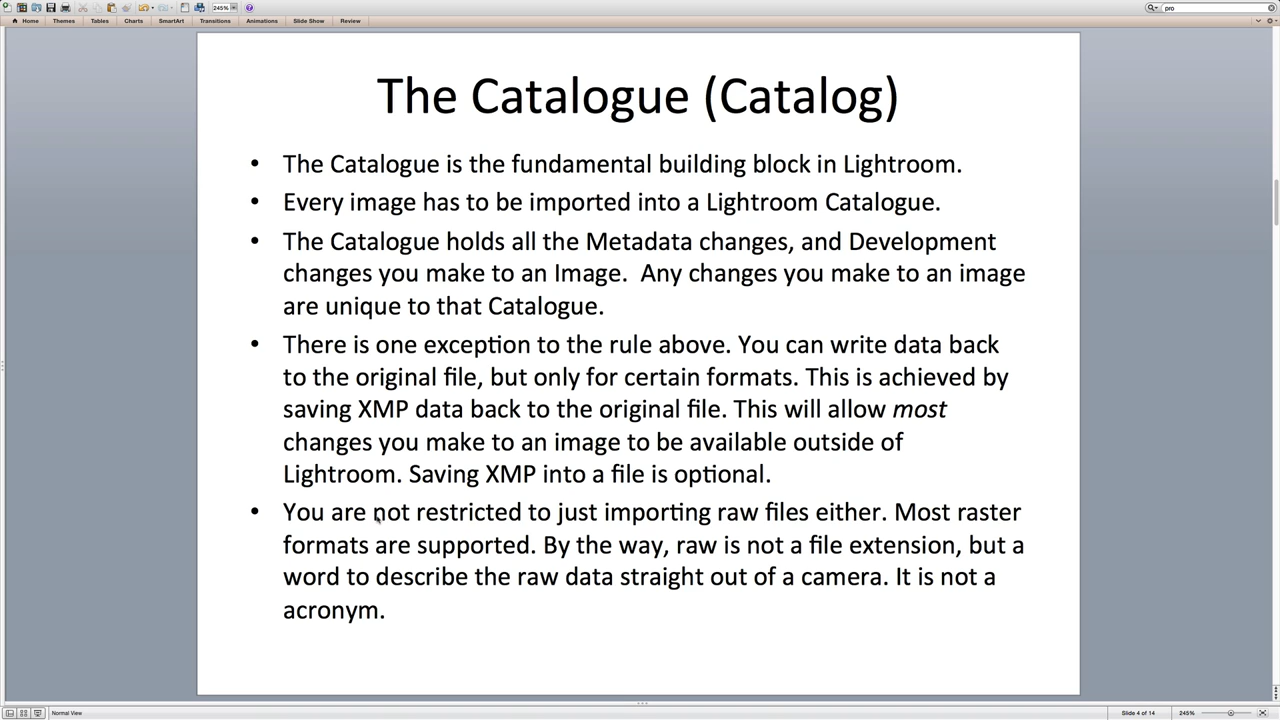 245%
pro
Home Themes Tables Charts SmartArt Transitions Animations Slide Show Review
The Catalogue (Catalog)
• The Catalogue is the fundamental building block in Lightroom.
• Every image has to be imported into a Lightroom Catalogue.
• The Catalogue holds all the Metadata changes, and Development
changes you make to an Image.  Any changes you make to an image
are unique to that Catalogue.
• There is one exception to the rule above. You can write data back
to the original file, but only for certain formats. This is achieved by
saving XMP data back to the original file. This will allow most
changes you make to an image to be available outside of
Lightroom. Saving XMP into a file is optional.
• You are not restricted to just importing raw files either. Most raster
formats are supported. By the way, raw is not a file extension, but a
word to describe the raw data straight out of a camera. It is not a
acronym.
Normal View
Slide 4 of 14
245%